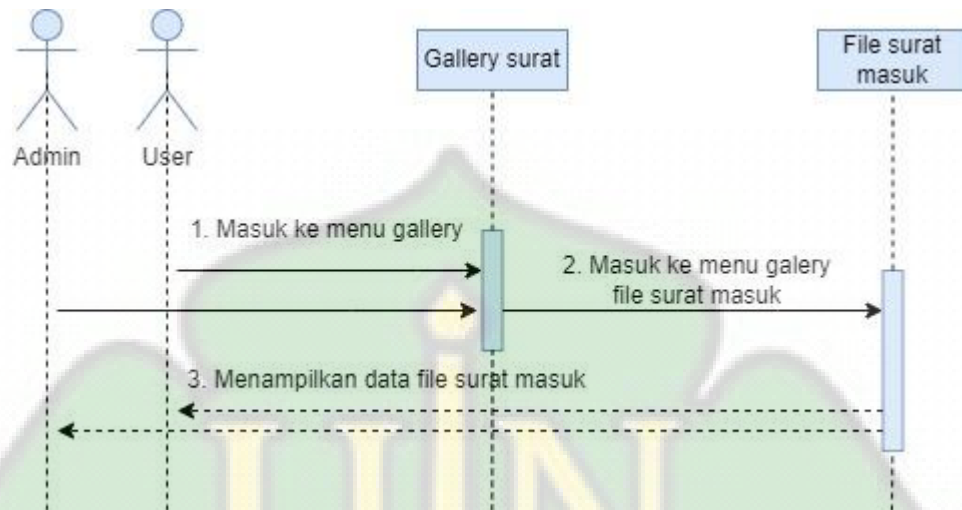 Gallery surat
File surat
masuk
Admin
User
1. Masuk ke menu gallery
2. Masuk ke menu galery
file surat masuk
3. Menampilkan data file surat masuk
UIN